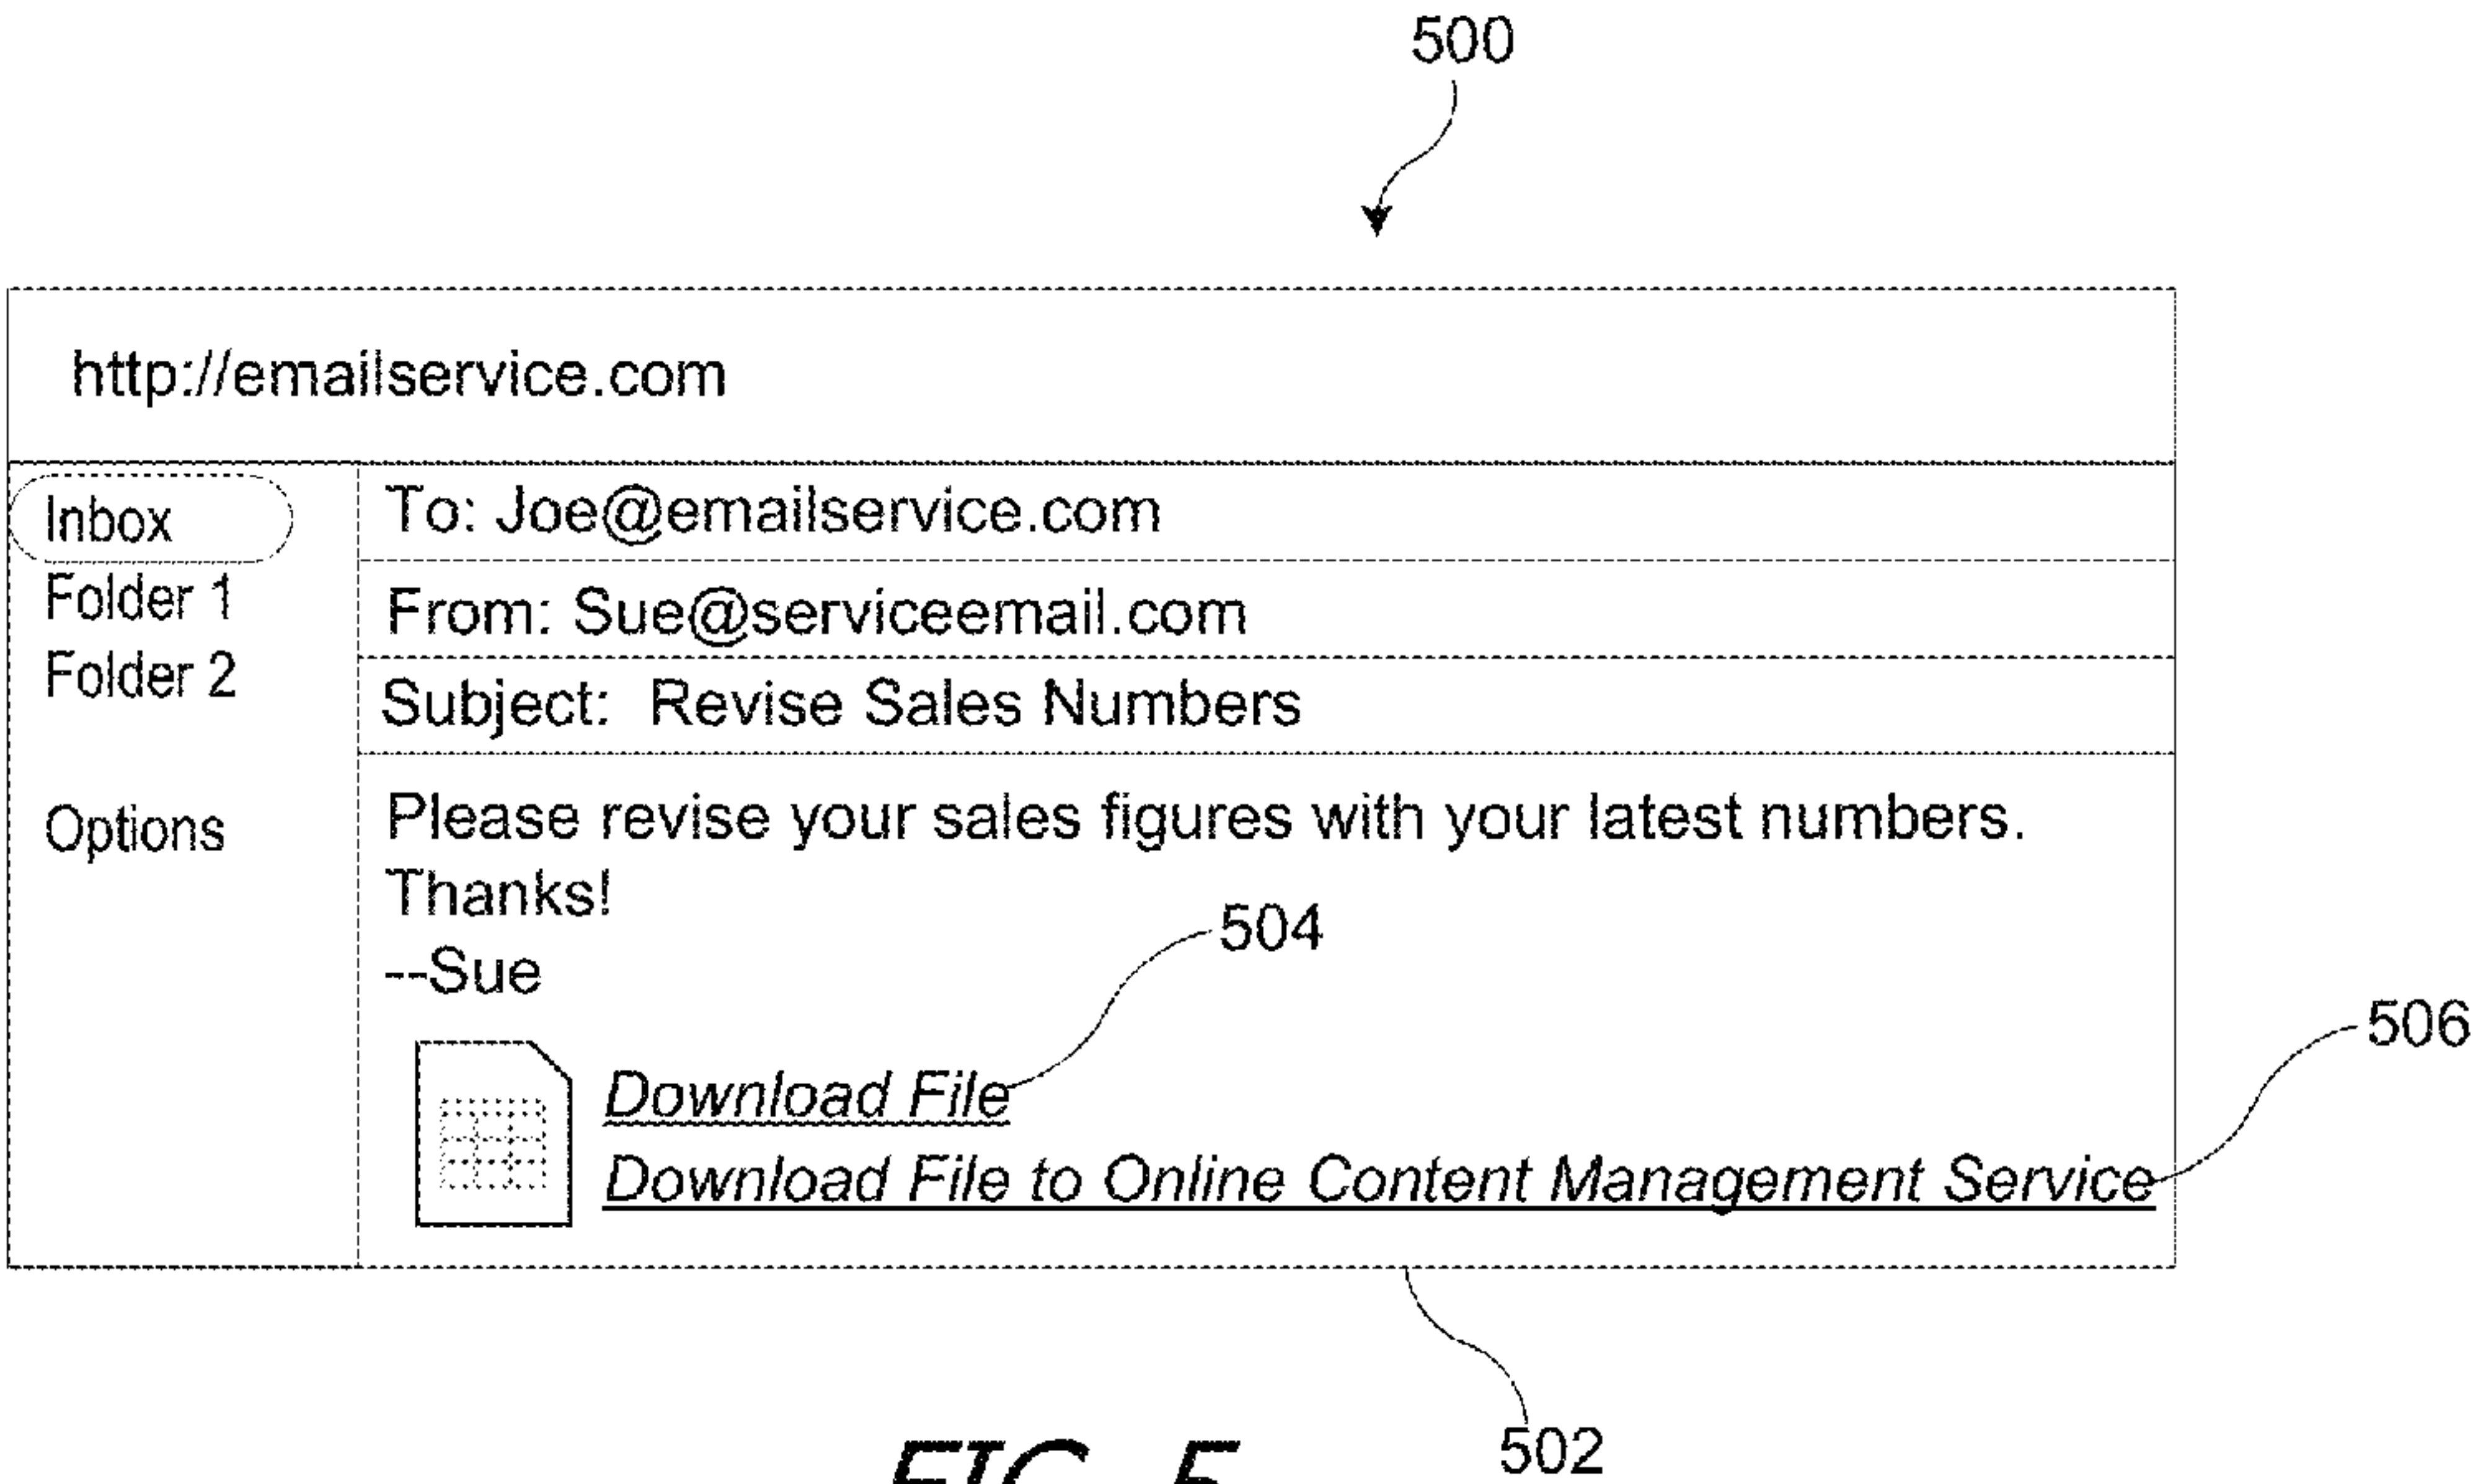 500
http://emailservice.com
Inbox
Folder 1
Folder 2
Options
To: Joe@emailservice.com
From: Sue@serviceemail.com
Subject: Revise Sales Numbers
Please revise your sales figures with your latest numbers.
Thanks!
--Sue
504
506
Download File
Download File to Online Content Management Service
502
FIG. 5